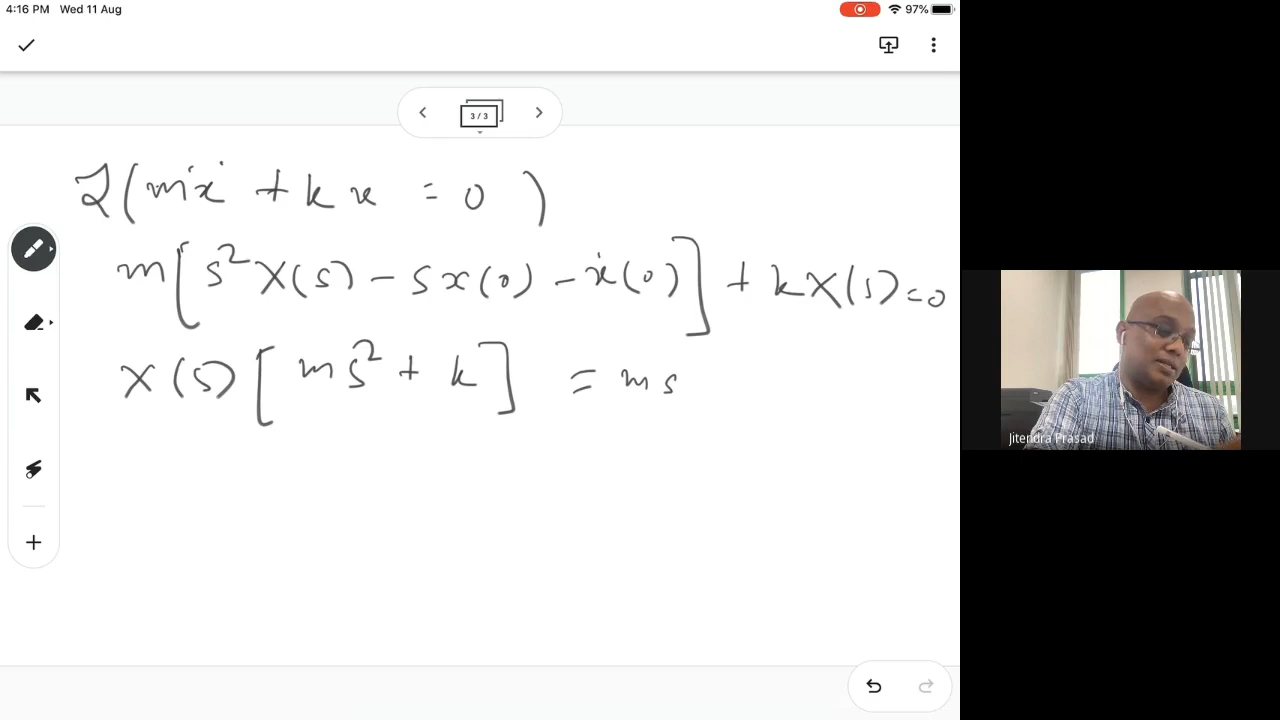 4:16 PM Wed 11 Aug
97%
3 / 3
ℒ(mẍ + kx = 0)
m[s²X(s) - sx(0) - ẋ(0)] + kX(s) = 0
X(s)[ms² + k] = ms
Jitendra Prasad